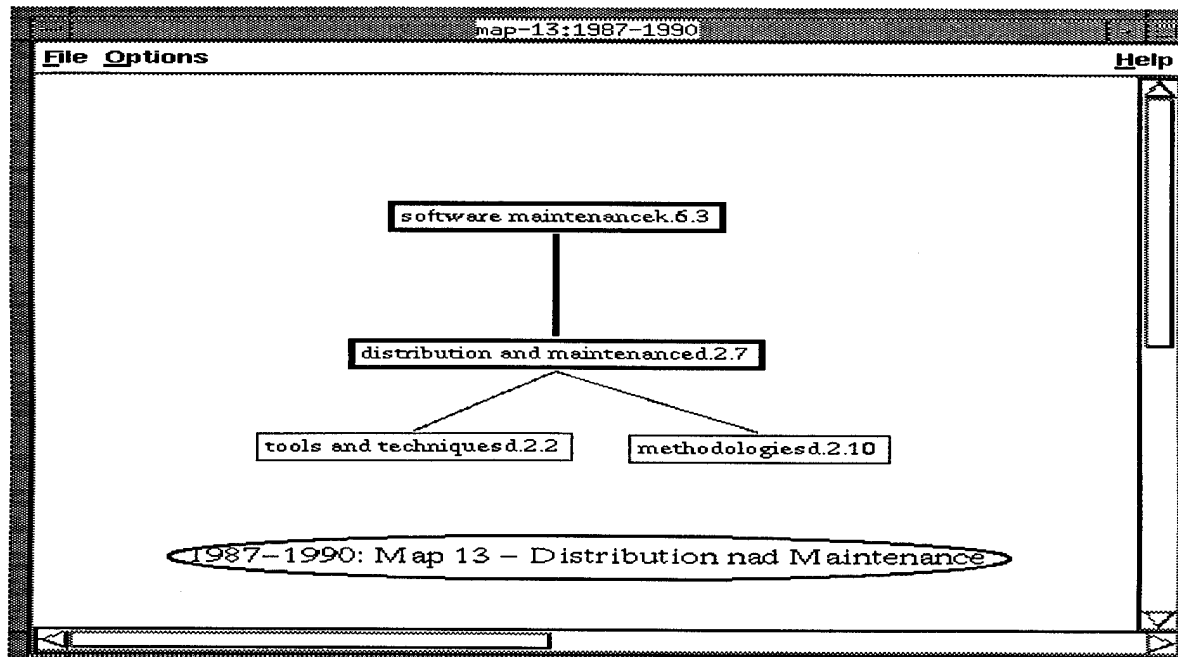 map-13:1987-1990
File Options Help
software maintenancek.6.3
distribution and maintenanced.2.7
tools and techniquesd.2.2 methodologiesd.2.10
1987-1990: Map 13 - Distribution nad Maintenance